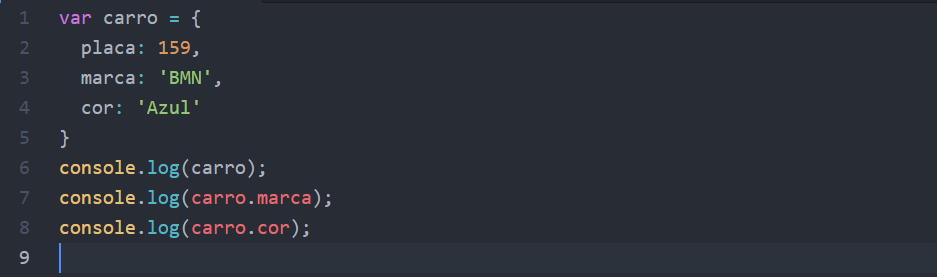 1 var carro = {
2   placa: 159,
3   marca: 'BMN',
4   cor: 'Azul'
5 }
6 console.log(carro);
7 console.log(carro.marca);
8 console.log(carro.cor);
9